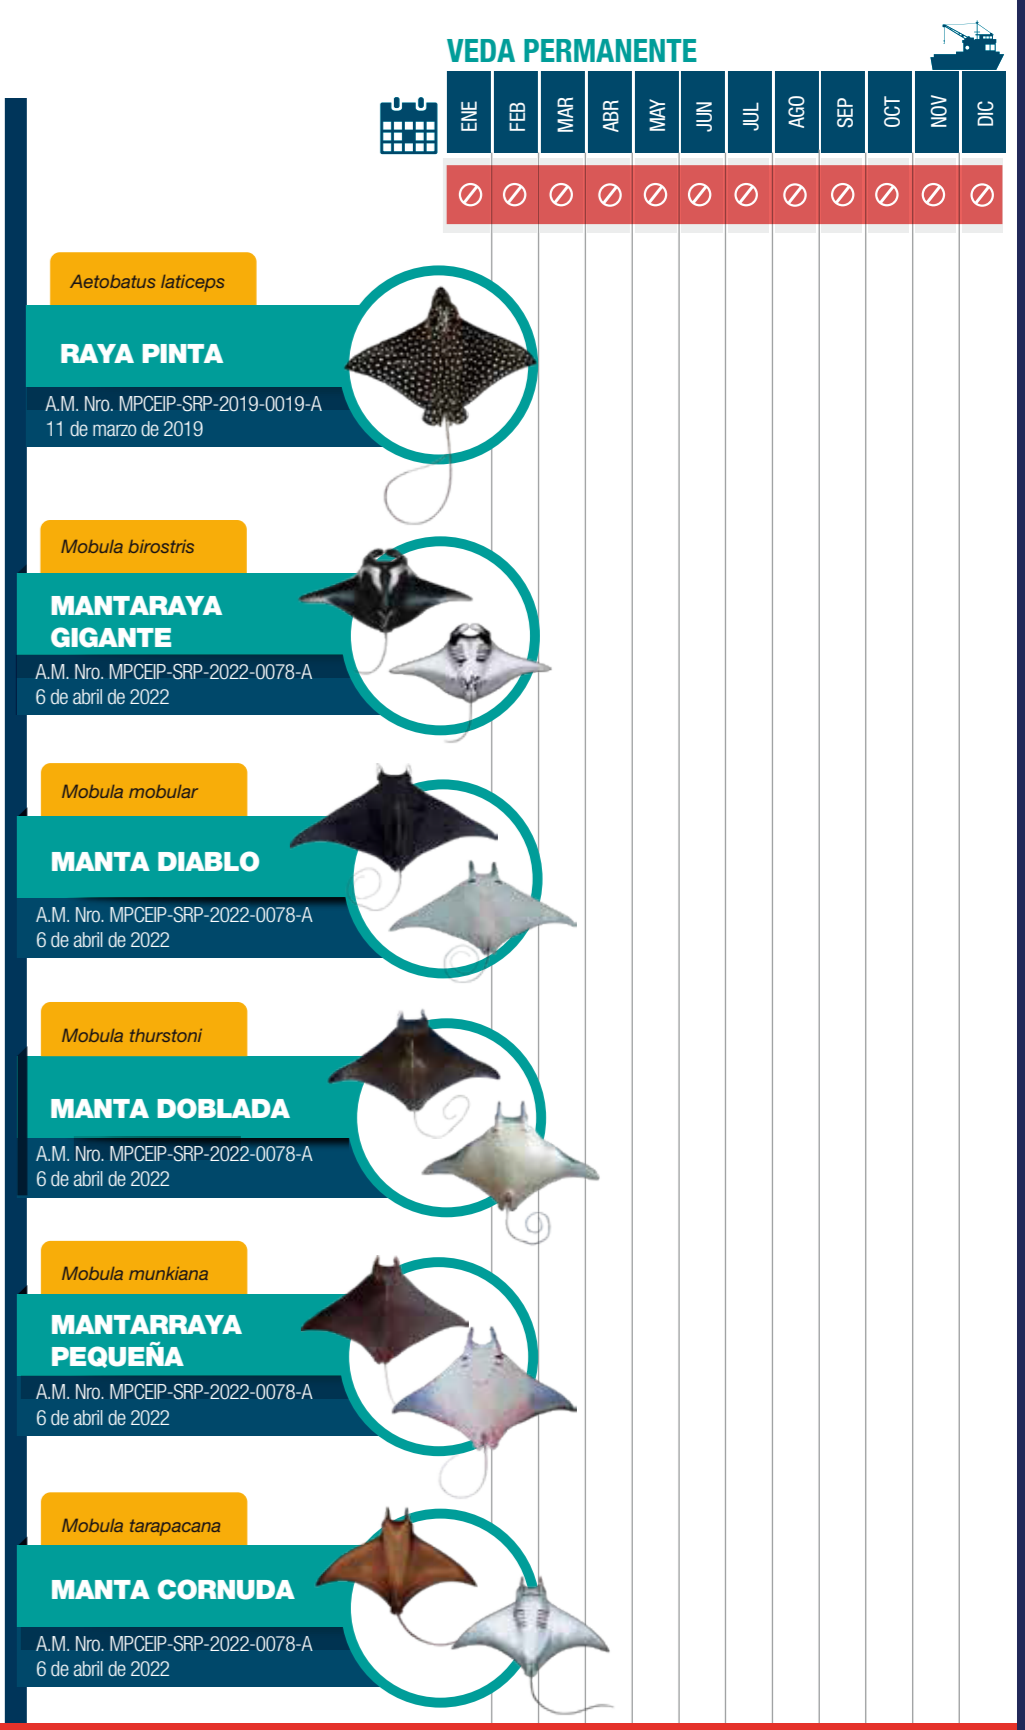 VEDA PERMANENTE
ENE FEB MAR ABR MAY JUN JUL AGO SEP OCT NOV DIC
Aetobatus laticeps
RAYA PINTA
A.M. Nro. MPCEIP-SRP-2019-0019-A
11 de marzo de 2019
Mobula birostris
MANTARAYA
GIGANTE
A.M. Nro. MPCEIP-SRP-2022-0078-A
6 de abril de 2022
Mobula mobular
MANTA DIABLO
A.M. Nro. MPCEIP-SRP-2022-0078-A
6 de abril de 2022
Mobula thurstoni
MANTA DOBLADA
A.M. Nro. MPCEIP-SRP-2022-0078-A
6 de abril de 2022
Mobula munkiana
MANTARRAYA
PEQUEÑA
A.M. Nro. MPCEIP-SRP-2022-0078-A
6 de abril de 2022
Mobula tarapacana
MANTA CORNUDA
A.M. Nro. MPCEIP-SRP-2022-0078-A
6 de abril de 2022